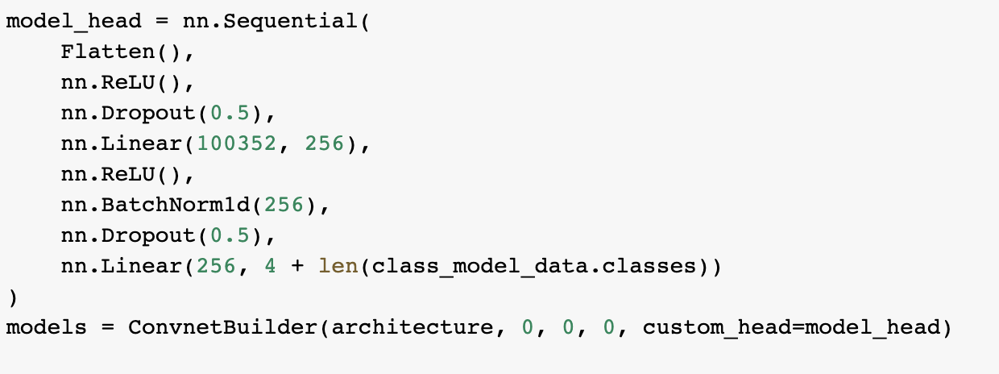 model_head = nn.Sequential(
    Flatten(),
    nn.ReLU(),
    nn.Dropout(0.5),
    nn.Linear(100352, 256),
    nn.ReLU(),
    nn.BatchNorm1d(256),
    nn.Dropout(0.5),
    nn.Linear(256, 4 + len(class_model_data.classes))
)
models = ConvnetBuilder(architecture, 0, 0, 0, custom_head=model_head)